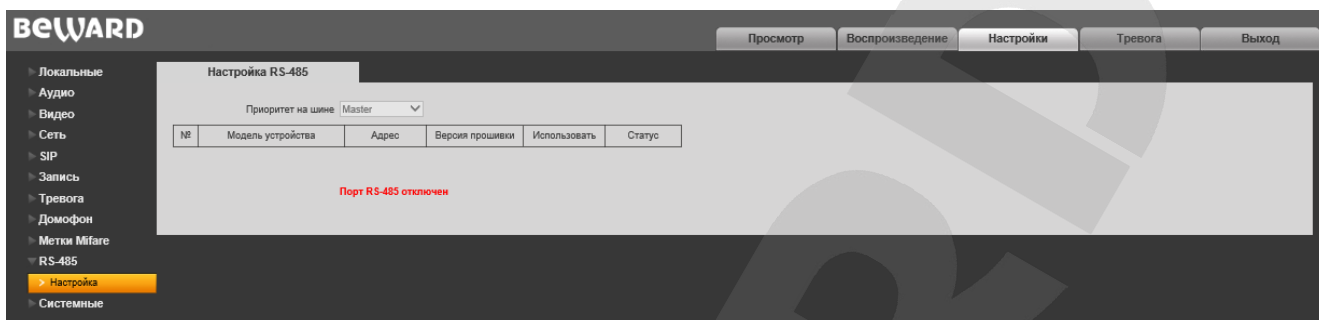 BEWARD
Просмотр Воспроизведение Настройки Тревога Выход
Локальные
Аудио
Видео
Сеть
SIP
Запись
Тревога
Домофон
Метки Mifare
RS-485
Настройка
Системные
Настройка RS-485
Приоритет на шине Master
№ Модель устройства Адрес Версия прошивки Использовать Статус
Порт RS-485 отключен